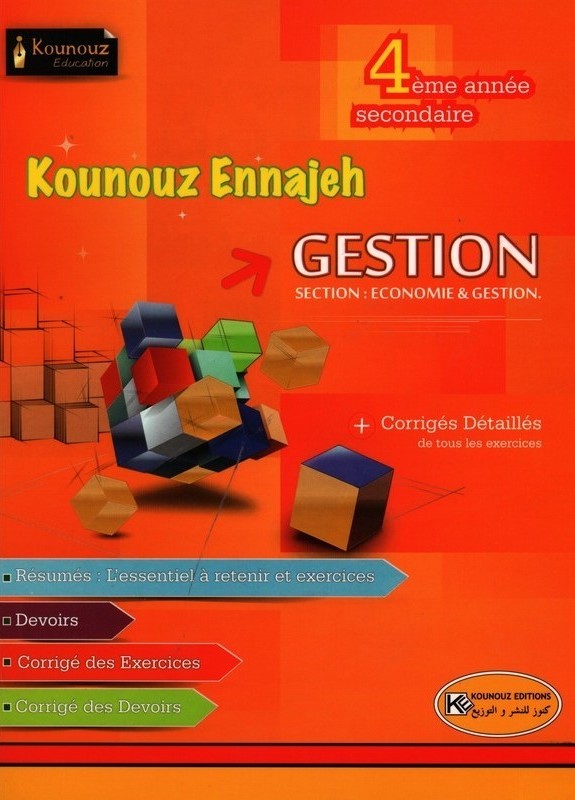 Kounouz
Education
4ème année
secondaire
Kounouz Ennajeh
GESTION
SECTION : ECONOMIE & GESTION.
+ Corrigés Détaillés
de tous les exercices
Résumés : L'essentiel à retenir et exercices
Devoirs
Corrigé des Exercices
Corrigé des Devoirs
KE
KOUNOUZ EDITIONS
كنوز للنشر و التوزيع